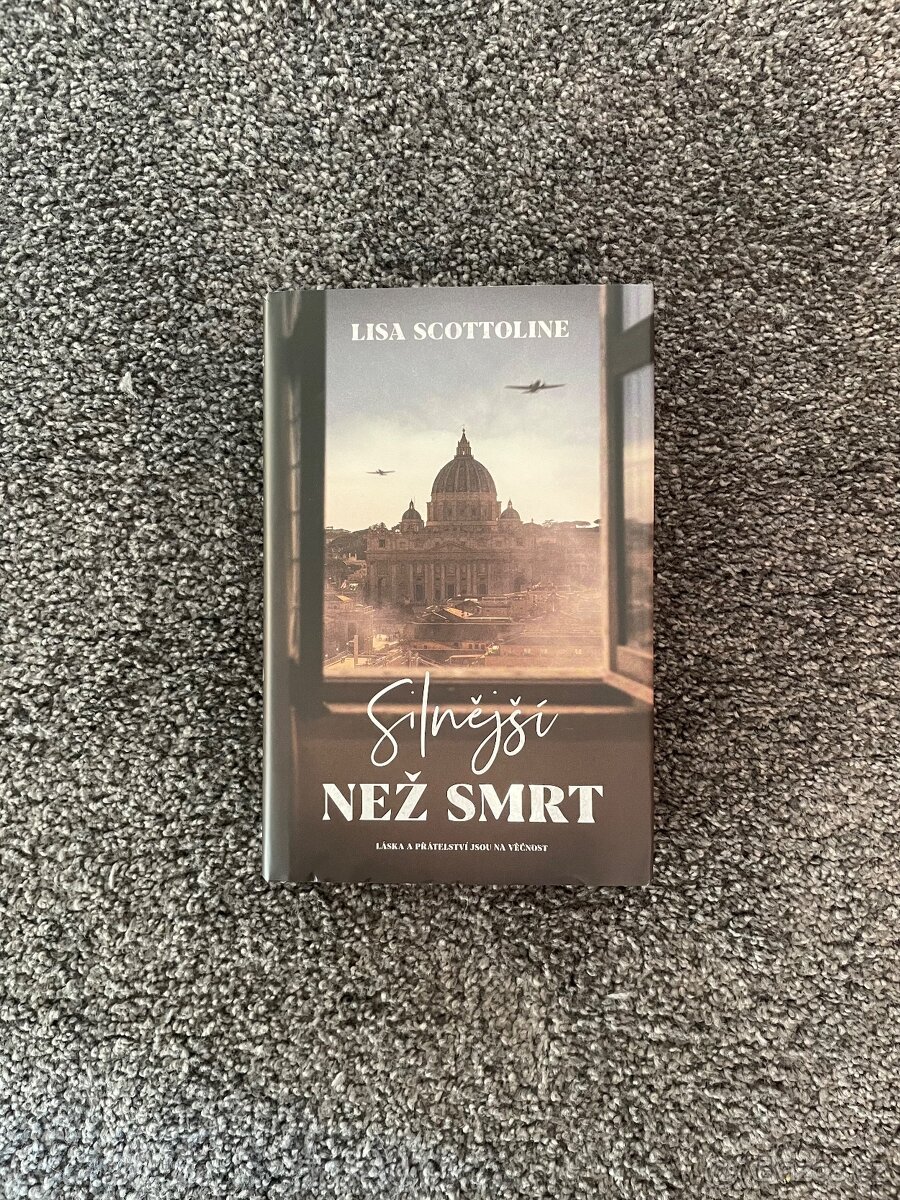 LISA SCOTTOLINE
Silnější
NEŽ SMRT
LÁSKA A PŘÁTELSTVÍ JSOU NA VĚČNOST